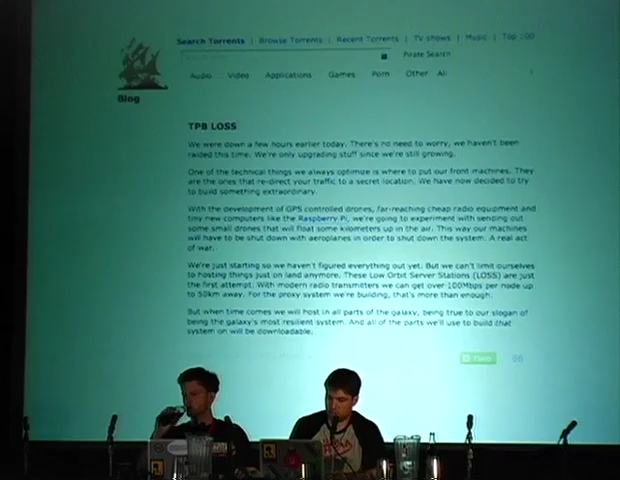 Search Torrents | Browse Torrents | Recent Torrents | TV shows | Music | Top 100
Pirate Search
Audio Video Applications Games Porn Other All
Blog
TPB LOSS
We were down a few hours earlier today. There's no need to worry, we haven't been
raided this time. We're only upgrading stuff since we're still growing.
One of the technical things we always optimize is where to put our front machines. They
are the ones that re-direct your traffic to a secret location. We have now decided to try
to build something extraordinary.
With the development of GPS controlled drones, far-reaching cheap radio equipment and
tiny new computers like the Raspberry Pi, we're going to experiment with sending out
some small drones that will float some kilometers up in the air. This way our machines
will have to be shut down with aeroplanes in order to shut down the system. A real act
of war.
We're just starting so we haven't figured everything out yet. But we can't limit ourselves
to hosting things just on land anymore. These Low Orbit Server Stations (LOSS) are just
the first attempt. With modern radio transmitters we can get over 100Mbps per node up
to 50km away. For the proxy system we're building, that's more than enough.
But when time comes we will host in all parts of the galaxy, being true to our slogan of
being the galaxy's most resilient system. And all of the parts we'll use to build that
system on will be downloadable.